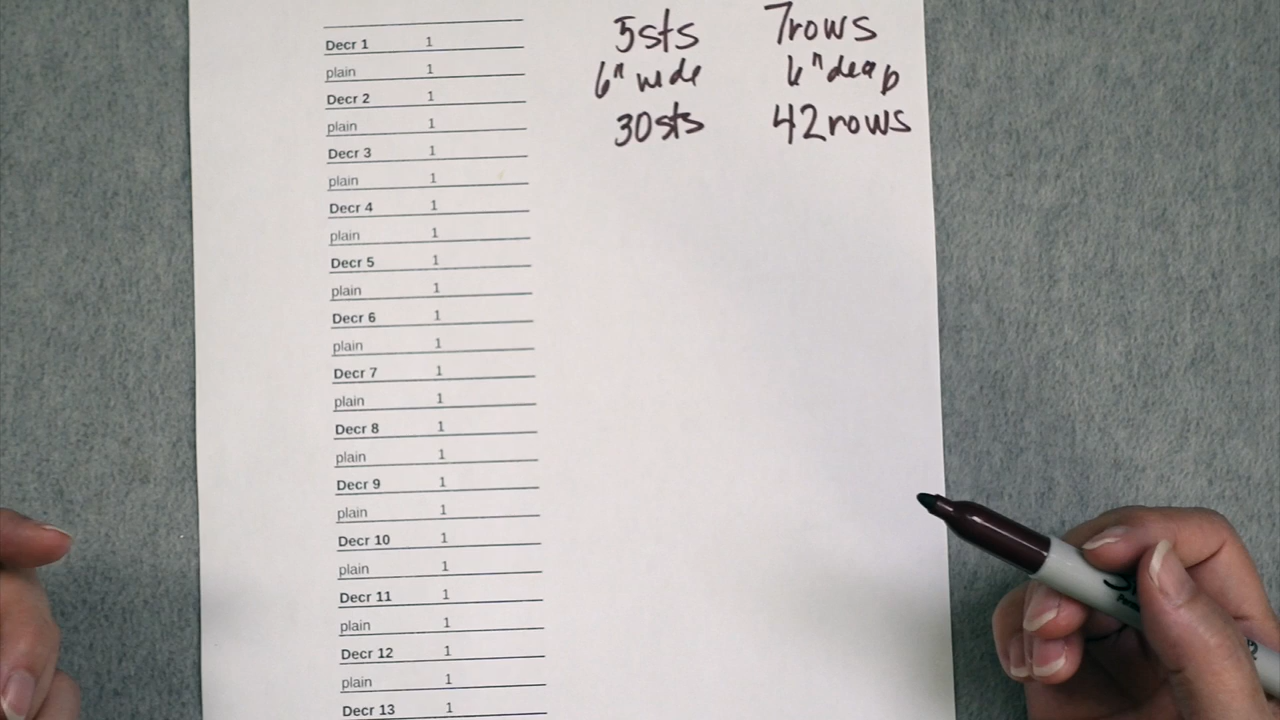 Decr 1 1 5sts 7rows
plain 1 6" wide 6" deep
Decr 2 1 30sts 42rows
plain 1
Decr 3 1
plain 1
Decr 4 1
plain 1
Decr 5 1
plain 1
Decr 6 1
plain 1
Decr 7 1
plain 1
Decr 8 1
plain 1
Decr 9 1
plain 1
Decr 10 1
plain 1
Decr 11 1
plain 1
Decr 12 1
plain 1
Decr 13 1